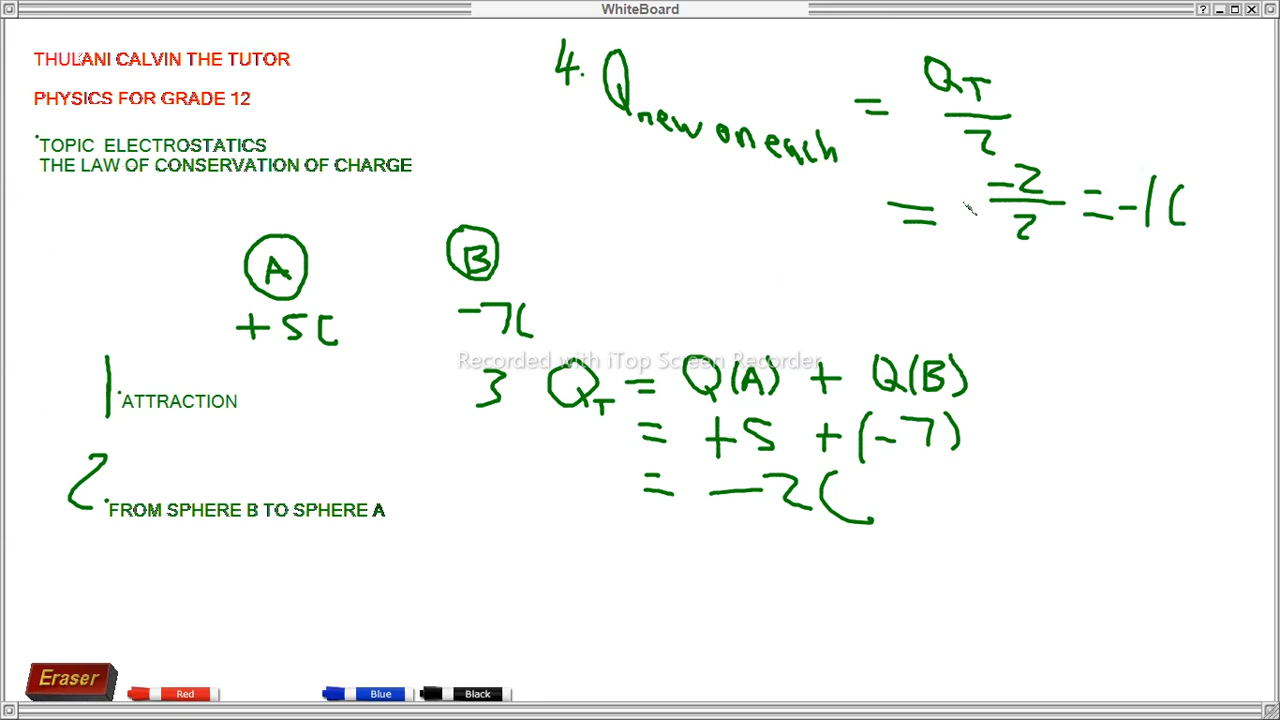 WhiteBoard
THULANI CALVIN THE TUTOR
PHYSICS FOR GRADE 12
TOPIC ELECTROSTATICS
THE LAW OF CONSERVATION OF CHARGE
4. Qnew on each = QT/2
= -2/2 = -1C
A B
+5C -7C
Recorded with iTop Screen Recorder
3 QT = Q(A) + Q(B)
= +5 + (-7)
= -2C
1 ATTRACTION
2 FROM SPHERE B TO SPHERE A
Eraser Red Blue Black